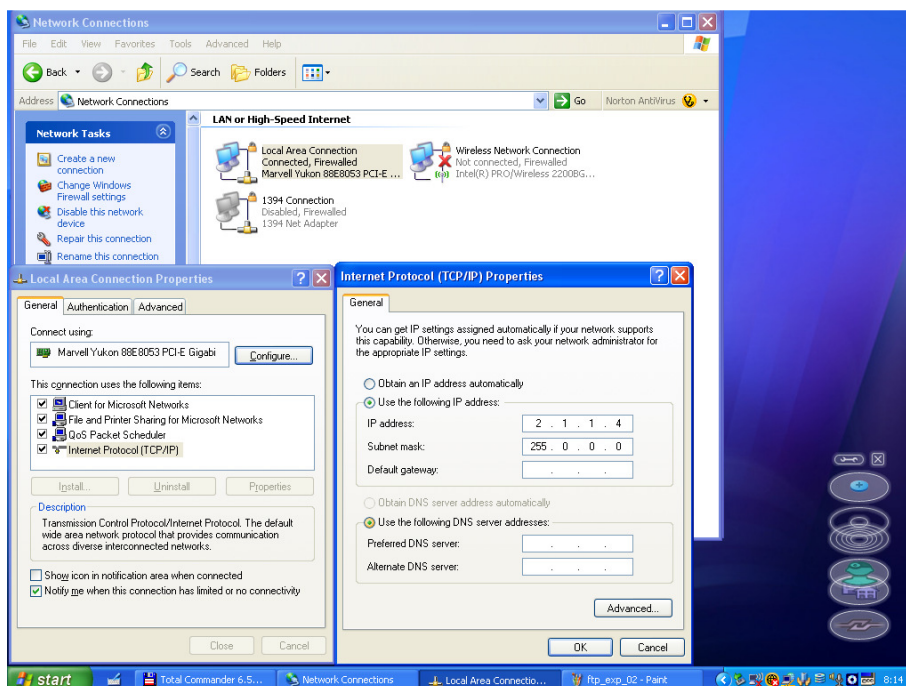 Network Connections
File Edit View Favorites Tools Advanced Help
Back Search Folders
Address Network Connections Go Norton AntiVirus
Network Tasks
Create a new
connection
Change Windows
Firewall settings
Disable this network
device
Repair this connection
Rename this connection
LAN or High-Speed Internet
Local Area Connection
Connected, Firewalled
Marvell Yukon 88E8053 PCI-E ...
Wireless Network Connection
Not connected, Firewalled
Intel(R) PRO/Wireless 2200BG...
1394 Connection
Disabled, Firewalled
1394 Net Adapter
Local Area Connection Properties
General Authentication Advanced
Connect using:
Marvell Yukon 88E8053 PCI-E Gigabi Configure...
This connection uses the following items:
Client for Microsoft Networks
File and Printer Sharing for Microsoft Networks
QoS Packet Scheduler
Internet Protocol (TCP/IP)
Install... Uninstall Properties
Description
Transmission Control Protocol/Internet Protocol. The default
wide area network protocol that provides communication
across diverse interconnected networks.
Show icon in notification area when connected
Notify me when this connection has limited or no connectivity
Close Cancel
Internet Protocol (TCP/IP) Properties
General
You can get IP settings assigned automatically if your network supports
this capability. Otherwise, you need to ask your network administrator for
the appropriate IP settings.
Obtain an IP address automatically
Use the following IP address:
IP address: 2 . 1 . 1 . 4
Subnet mask: 255 . 0 . 0 . 0
Default gateway: . . .
Obtain DNS server address automatically
Use the following DNS server addresses:
Preferred DNS server: . . .
Alternate DNS server: . . .
Advanced...
OK Cancel
start Total Commander 6.5... Network Connections Local Area Connectio... ftp_exp_02 - Paint 8:14